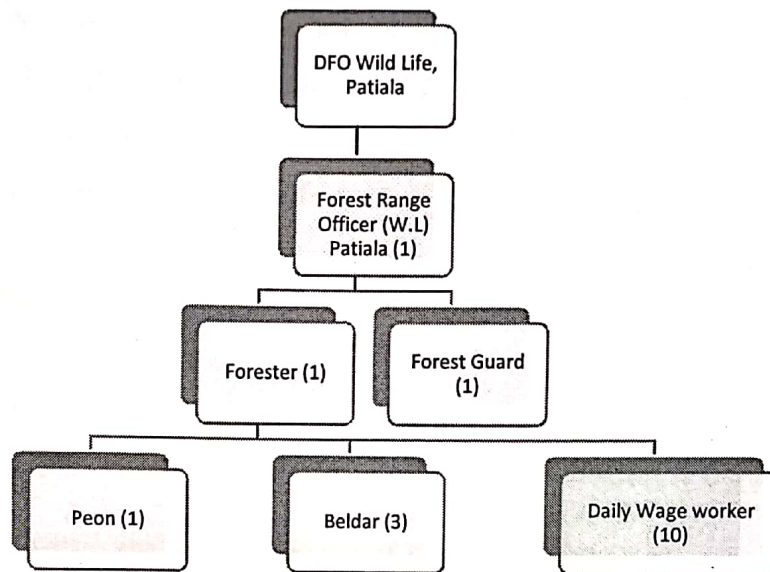 DFO Wild Life,
Patiala
Forest Range
Officer (W.L)
Patiala (1)
Forester (1)
Forest Guard
(1)
Peon (1)
Beldar (3)
Daily Wage worker
(10)